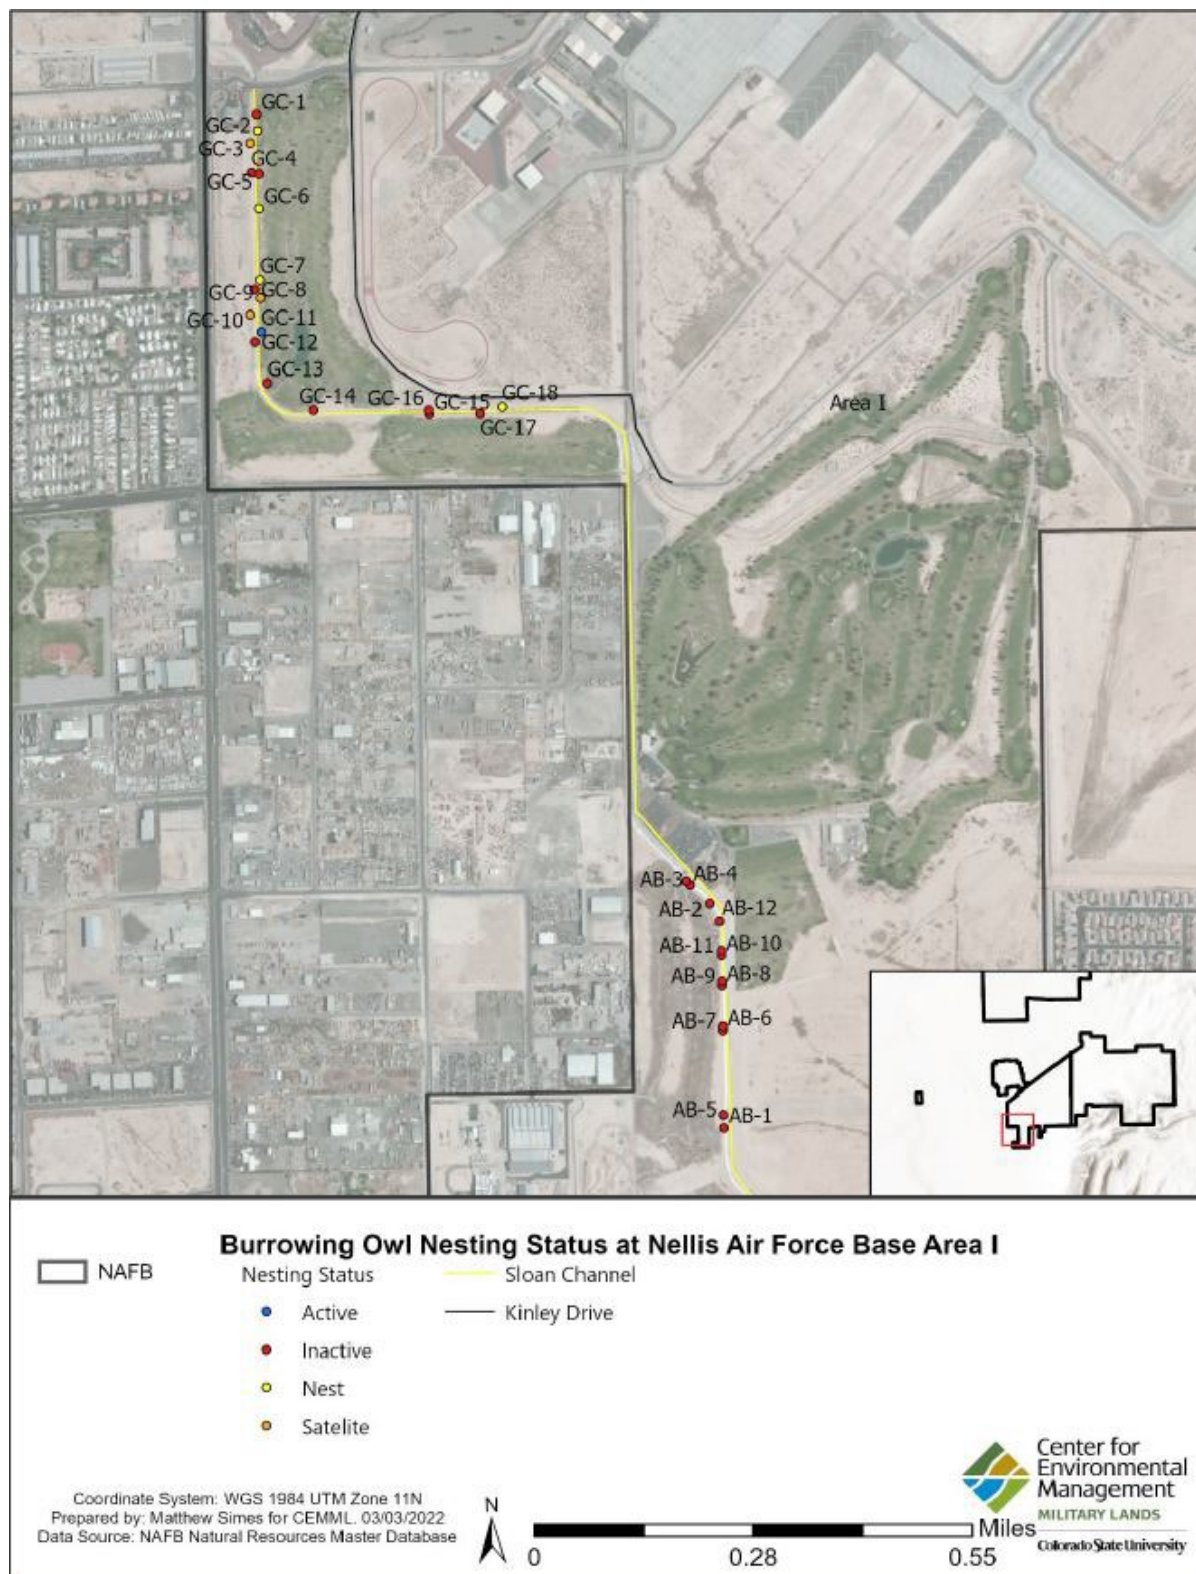 GC-1
GC-2
GC-3
GC-4
GC-5
GC-6
GC-7
GC-9 GC-8
GC-10 GC-11
GC-12
GC-13
GC-14 GC-16 GC-15 GC-18
GC-17
Area I
AB-3 AB-4
AB-2 AB-12
AB-11 AB-10
AB-9 AB-8
AB-7 AB-6
AB-5 AB-1
Burrowing Owl Nesting Status at Nellis Air Force Base Area I
NAFB
Nesting Status
Active
Inactive
Nest
Satelite
Sloan Channel
Kinley Drive
Coordinate System: WGS 1984 UTM Zone 11N
Prepared by: Matthew Simes for CEMML. 03/03/2022
Data Source: NAFB Natural Resources Master Database
N
Miles
0 0.28 0.55
Center for
Environmental
Management
MILITARY LANDS
Colorado State University